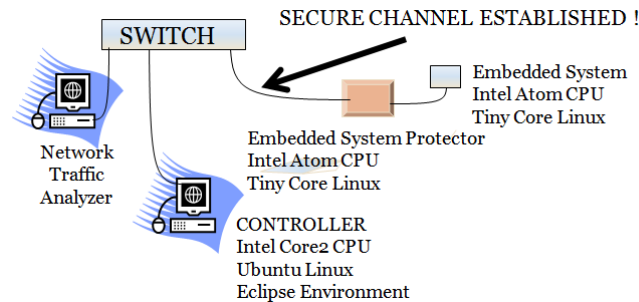 SECURE CHANNEL ESTABLISHED !
SWITCH
Embedded System
Intel Atom CPU
Tiny Core Linux
Network
Traffic
Analyzer
Embedded System Protector
Intel Atom CPU
Tiny Core Linux
CONTROLLER
Intel Core2 CPU
Ubuntu Linux
Eclipse Environment